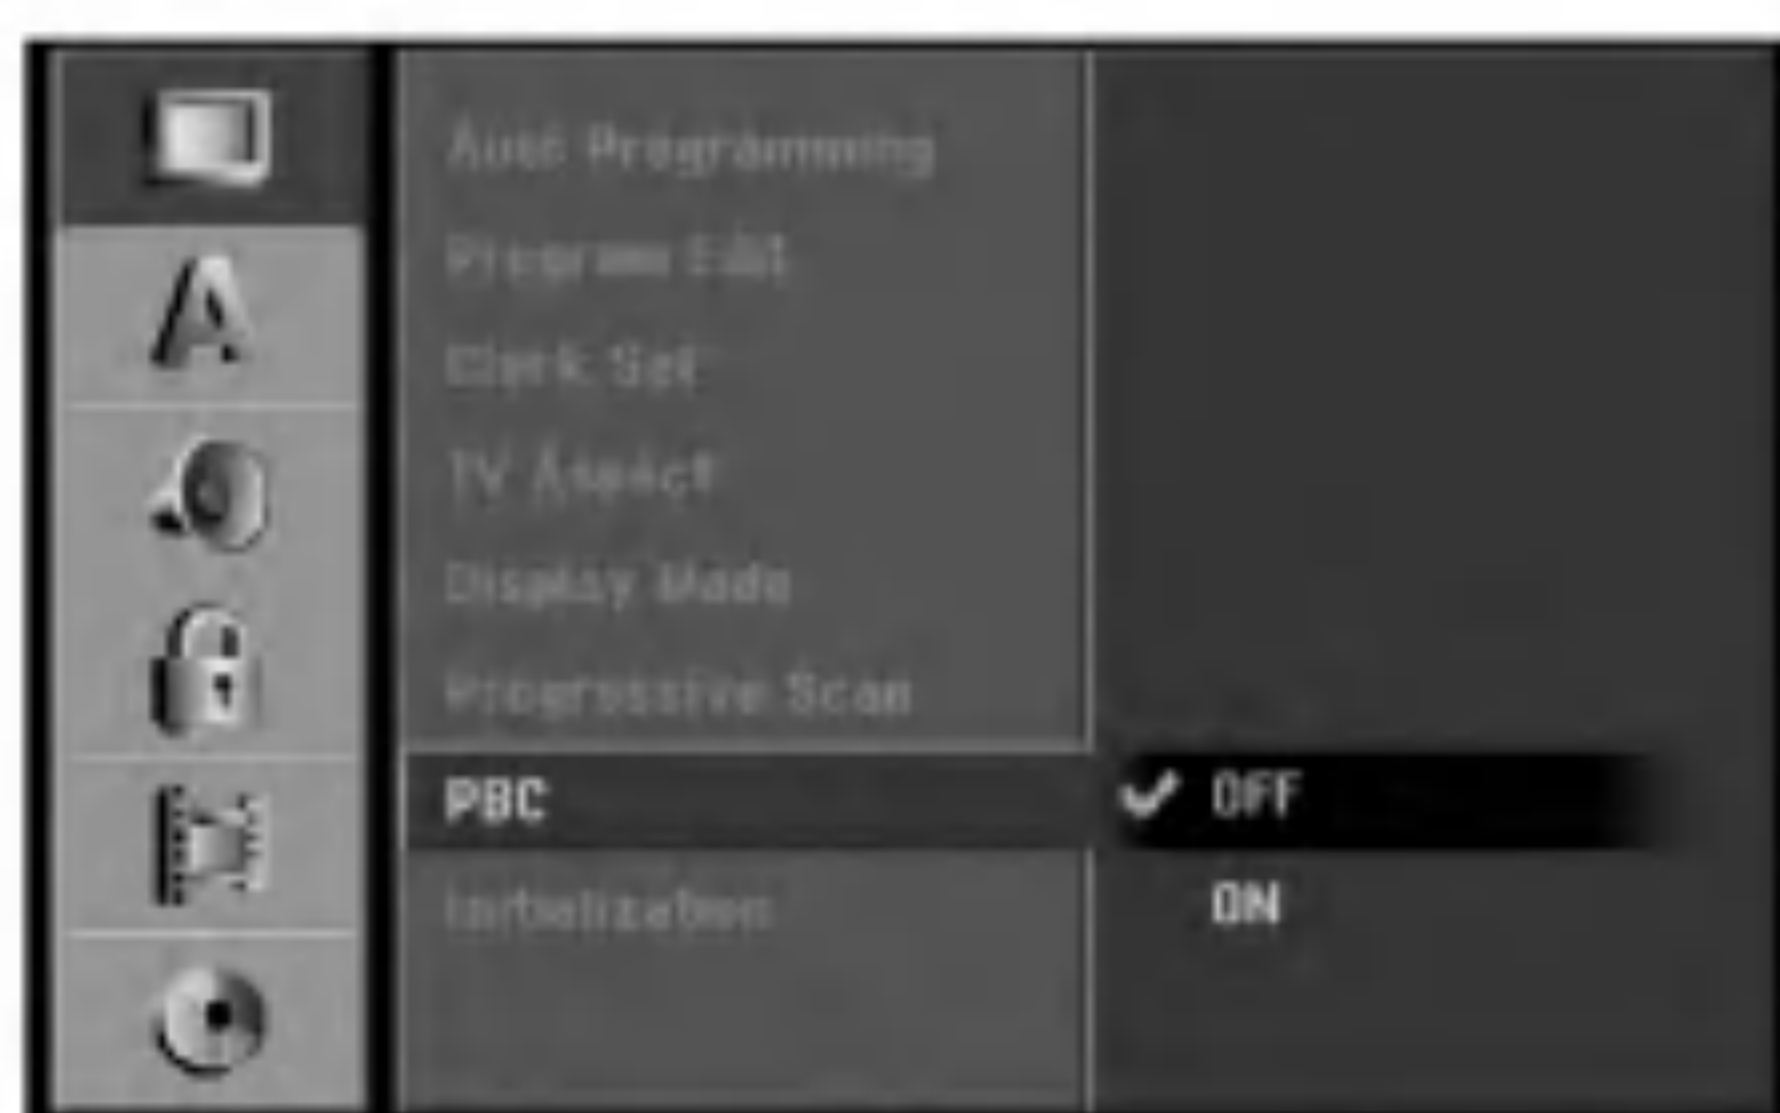 Auto Programming
Program Edit
Clock Set
TV Aspect
Display Mode
Progressive Scan
PBC
OFF
ON
Initialization